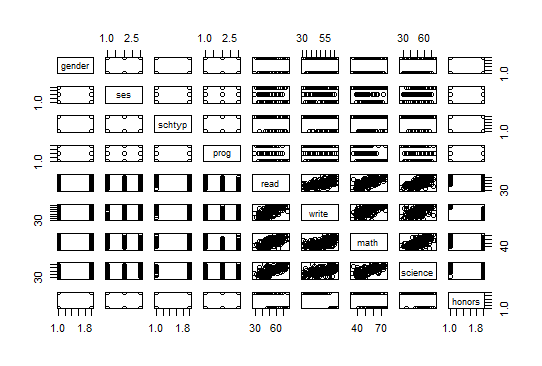 1.0 2.5 1.0 2.5 30 55 30 60
gender 1.0
1.0 ses
schtyp 1.0
1.0 prog
read 30
30 write
math 40
30 science
honors 1.0
1.0 1.8 1.0 1.8 30 60 40 70 1.0 1.8